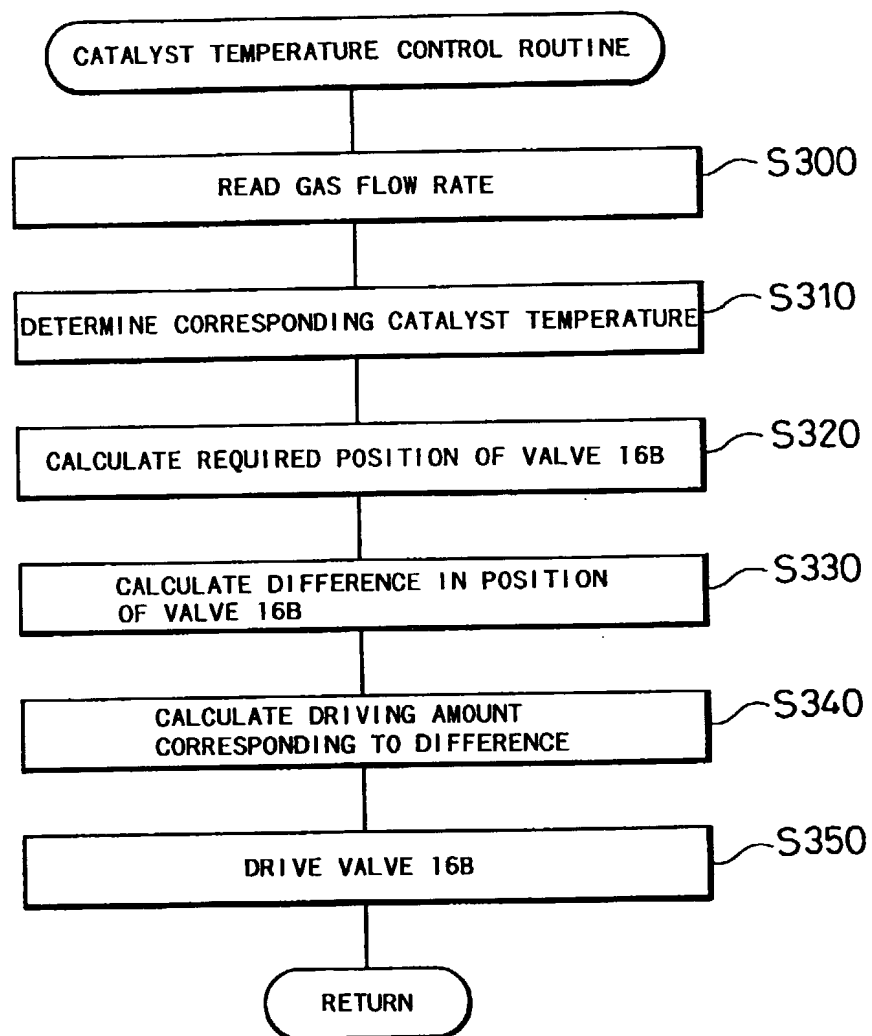 CATALYST TEMPERATURE CONTROL ROUTINE
READ GAS FLOW RATE
S300
DETERMINE CORRESPONDING CATALYST TEMPERATURE
S310
CALCULATE REQUIRED POSITION OF VALVE 16B
S320
CALCULATE DIFFERENCE IN POSITION
OF VALVE 16B
S330
CALCULATE DRIVING AMOUNT
CORRESPONDING TO DIFFERENCE
S340
DRIVE VALVE 16B
S350
RETURN